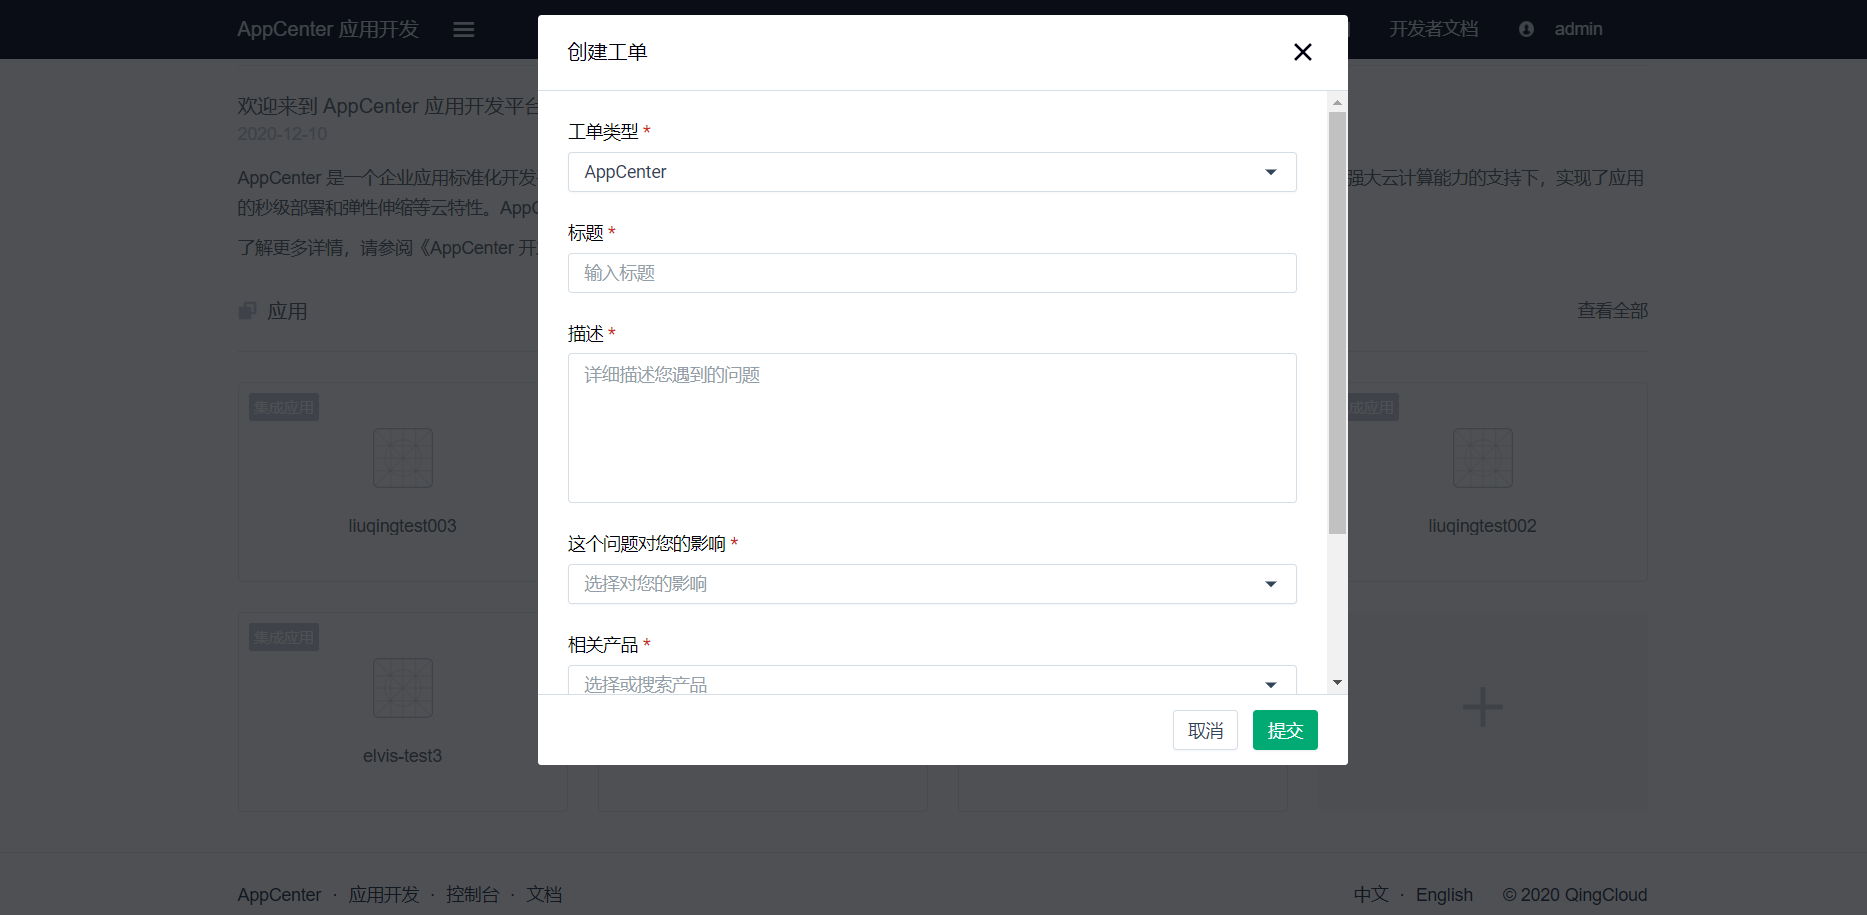 AppCenter 应用开发
开发者文档
admin
欢迎来到 AppCenter 应用开发平台
2020-12-10
AppCenter 是一个企业应用标准化开发
强大云计算能力的支持下，实现了应用
的秒级部署和弹性伸缩等云特性。App
了解更多详情，请参阅《AppCenter 开
应用
查看全部
集成应用
liuqingtest003
成应用
liuqingtest002
集成应用
elvis-test3
创建工单
工单类型 *
AppCenter
标题 *
输入标题
描述 *
详细描述您遇到的问题
这个问题对您的影响 *
选择对您的影响
相关产品 *
选择或搜索产品
取消
提交
AppCenter · 应用开发 · 控制台 · 文档
中文 · English © 2020 QingCloud